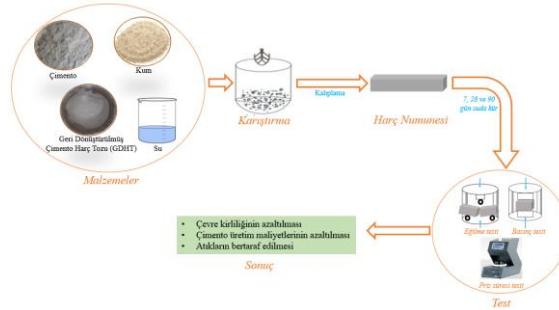 Çimento
Kum
Geri Dönüştürülmüş
Çimento Harç Tozu (GDHT)
Su
Malzemeler
Karıştırma
Kalıplama
Harç Numunesi
7, 28 ve 90
gün suda kür
Eğilme testi
Basınç testi
Priz süresi testi
Test
• Çevre kirliliğinin azaltılması
• Çimento üretim maliyetlerinin azaltılması
• Atıkların bertaraf edilmesi
Sonuç